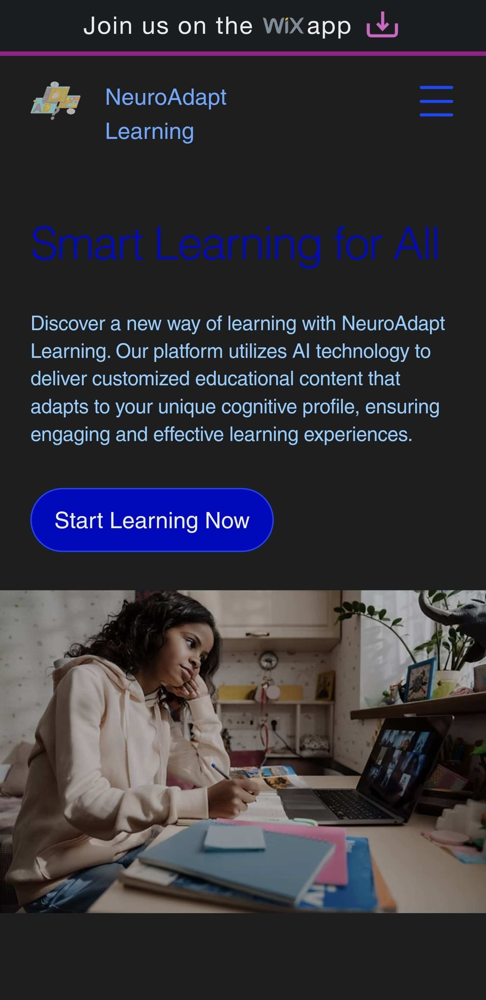 Join us on the WiX app
NeuroAdapt
Learning
Smart Learning for All
Discover a new way of learning with NeuroAdapt
Learning. Our platform utilizes AI technology to
deliver customized educational content that
adapts to your unique cognitive profile, ensuring
engaging and effective learning experiences.
Start Learning Now